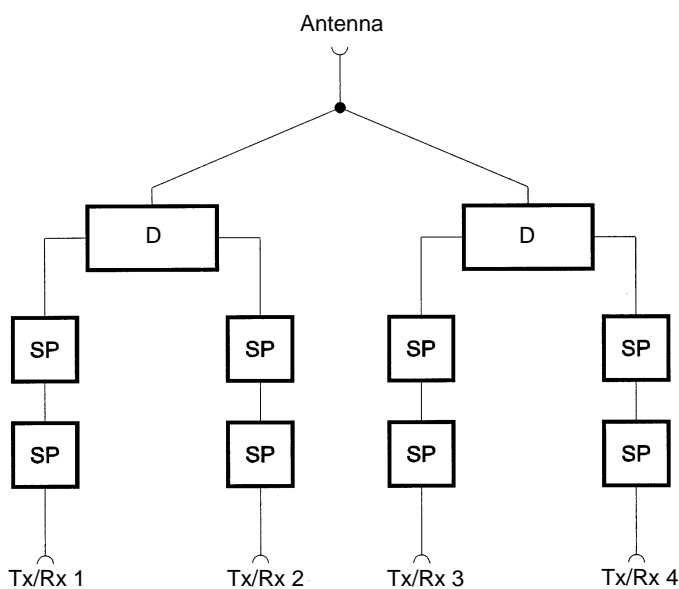 Antenna
D D
SP SP SP SP
SP SP SP SP
Tx/Rx 1 Tx/Rx 2 Tx/Rx 3 Tx/Rx 4